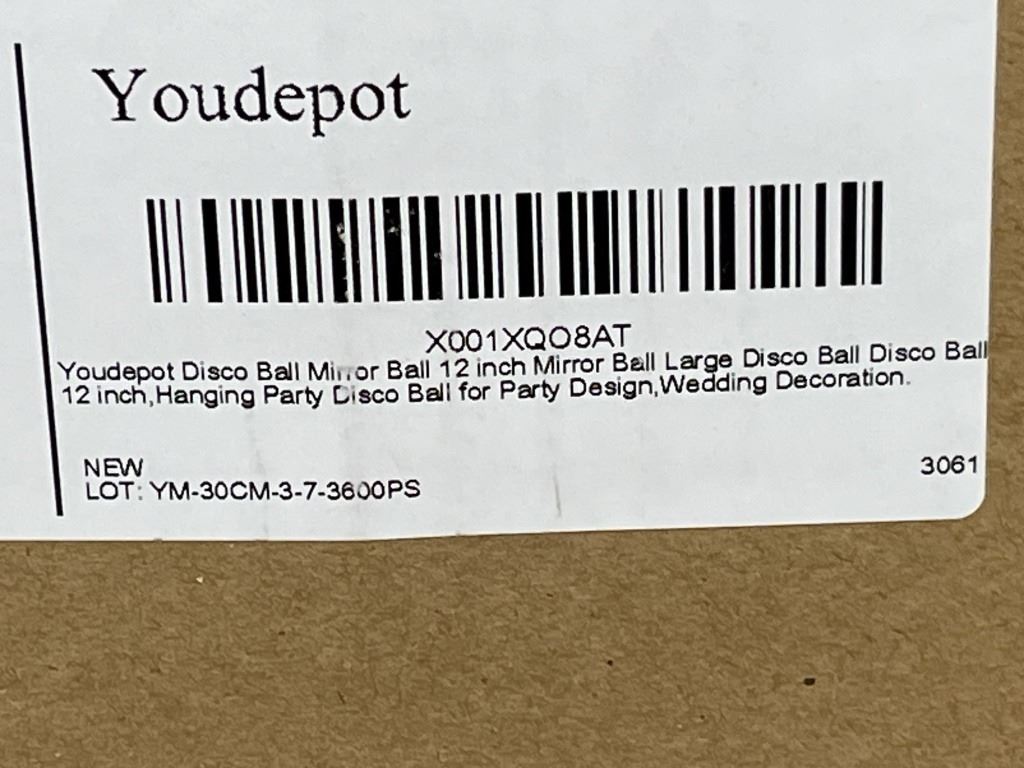 Youdepot
X001XQO8AT
Youdepot Disco Ball Mirror Ball 12 inch Mirror Ball Large Disco Ball Disco Ball
12 inch,Hanging Party Disco Ball for Party Design,Wedding Decoration.
NEW
3061
LOT: YM-30CM-3-7-3600PS